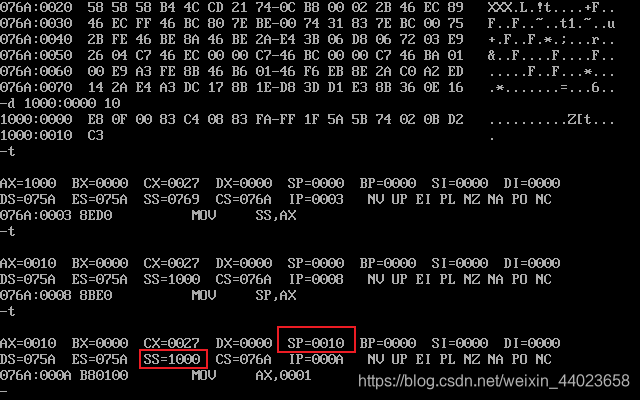 076A:0020  58 58 58 B4 4C CD 21 74-0C B8 00 02 2B 46 EC 89   XXX.L.!t....+F..
076A:0030  46 EC FF 46 BC 80 7E BE-00 74 31 83 7E BC 00 75   F..F..~..t1.~..u
076A:0040  2B FE 46 BE 8A 46 BE 2A-E4 3B 06 D8 06 72 03 E9   +.F..F.*.;...r..
076A:0050  26 04 C7 46 EC 00 00 C7-46 BC 00 00 C7 46 BA 01   &..F....F....F..
076A:0060  00 E9 A3 FE 8B 46 B6 01-46 F6 EB 8E 2A C0 A2 ED   .....F..F...*...
076A:0070  14 2A E4 A3 DC 17 8B 1E-D8 3D D1 E3 8B 36 0E 16   .*.......=...6..
-d 1000:0000 10
1000:0000  E8 0F 00 83 C4 08 83 FA-FF 1F 5A 5B 74 02 0B D2   ..........Z[t...
1000:0010  C3                                                .
-t
AX=1000  BX=0000  CX=0027  DX=0000  SP=0000  BP=0000  SI=0000  DI=0000
DS=075A  ES=075A  SS=0769  CS=076A  IP=0003   NV UP EI PL NZ NA PO NC
076A:0003 8ED0          MOV     SS,AX
-t
AX=0010  BX=0000  CX=0027  DX=0000  SP=0000  BP=0000  SI=0000  DI=0000
DS=075A  ES=075A  SS=1000  CS=076A  IP=0008   NV UP EI PL NZ NA PO NC
076A:0008 8BE0          MOV     SP,AX
-t
AX=0010  BX=0000  CX=0027  DX=0000  SP=0010  BP=0000  SI=0000  DI=0000
DS=075A  ES=075A  SS=1000  CS=076A  IP=000A   NV UP EI PL NZ NA PO NC
076A:000A B80100        MOV     AX,0001
-
https://blog.csdn.net/weixin_44023658